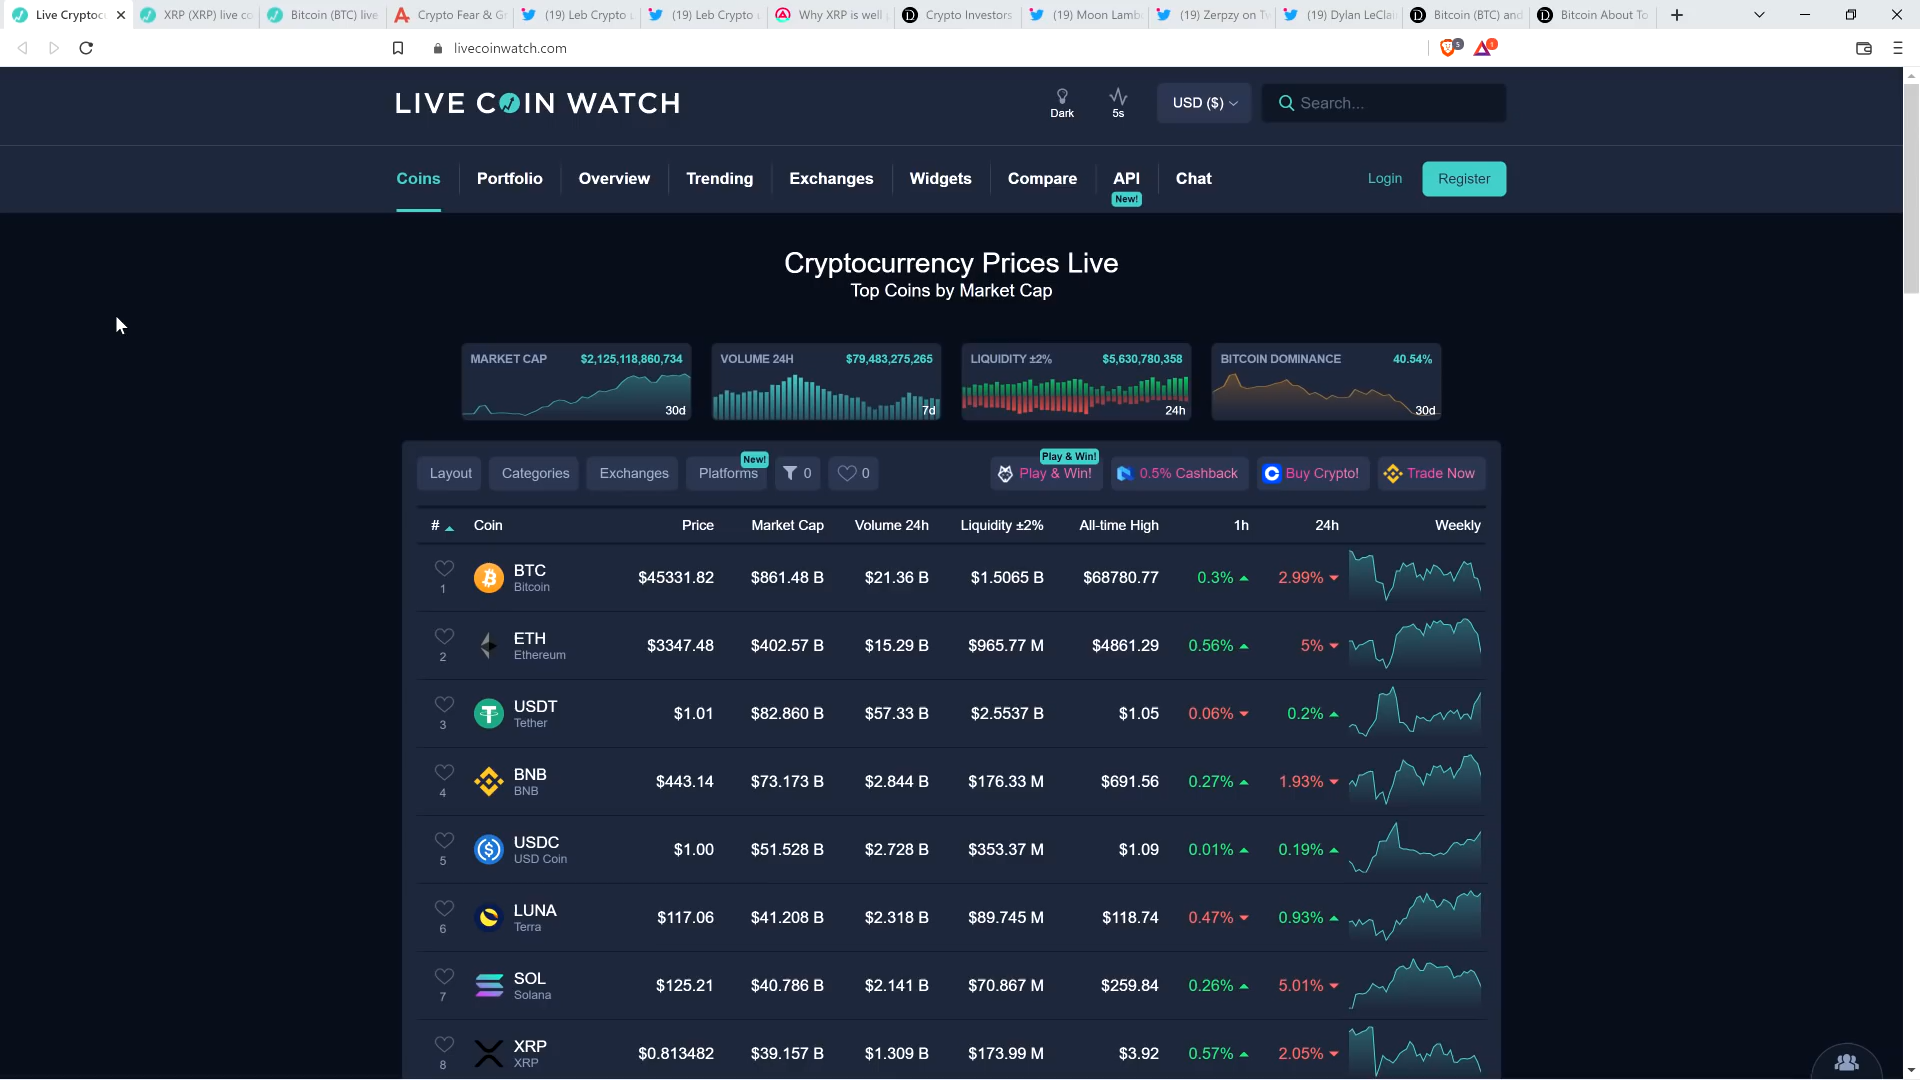 Live Cryptoc
XRP (XRP) live co
Bitcoin (BTC) live
Crypto Fear & G
(19) Leb Crypto
(19) Leb Crypto
Why XRP is well
Crypto Investors
(19) Moon Lamb
(19) Zerpzy on Tw
(19) Dylan LeClai
Bitcoin (BTC) and
Bitcoin About To
livecoinwatch.com
5
1
LIVE COIN WATCH
Dark
5s
USD ($)
Search...
Coins
Portfolio
Overview
Trending
Exchanges
Widgets
Compare
API
New!
Chat
Login
Register
Cryptocurrency Prices Live
Top Coins by Market Cap
MARKET CAP $2,125,118,860,734
30d
VOLUME 24H $79,483,275,265
7d
LIQUIDITY ±2% $5,630,780,358
24h
BITCOIN DOMINANCE 40.54%
30d
Layout
Categories
Exchanges
Platforms
New!
0
0
Play & Win!
Play & Win!
0.5% Cashback
Buy Crypto!
Trade Now
# Coin Price Market Cap Volume 24h Liquidity ±2% All-time High 1h 24h Weekly
1 BTC Bitcoin $45331.82 $861.48 B $21.36 B $1.5065 B $68780.77 0.3% 2.99%
2 ETH Ethereum $3347.48 $402.57 B $15.29 B $965.77 M $4861.29 0.56% 5%
3 USDT Tether $1.01 $82.860 B $57.33 B $2.5537 B $1.05 0.06% 0.2%
4 BNB BNB $443.14 $73.173 B $2.844 B $176.33 M $691.56 0.27% 1.93%
5 USDC USD Coin $1.00 $51.528 B $2.728 B $353.37 M $1.09 0.01% 0.19%
6 LUNA Terra $117.06 $41.208 B $2.318 B $89.745 M $118.74 0.47% 0.93%
7 SOL Solana $125.21 $40.786 B $2.141 B $70.867 M $259.84 0.26% 5.01%
8 XRP XRP $0.813482 $39.157 B $1.309 B $173.99 M $3.92 0.57% 2.05%